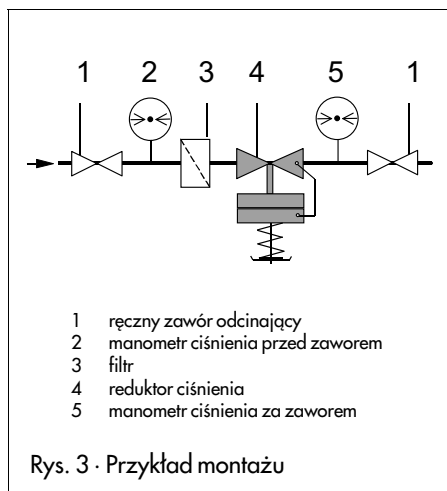 1 2 3 4 5 1
1 ręczny zawór odcinający
2 manometr ciśnienia przed zaworem
3 filtr
4 reduktor ciśnienia
5 manometr ciśnienia za zaworem
Rys. 3 · Przykład montażu